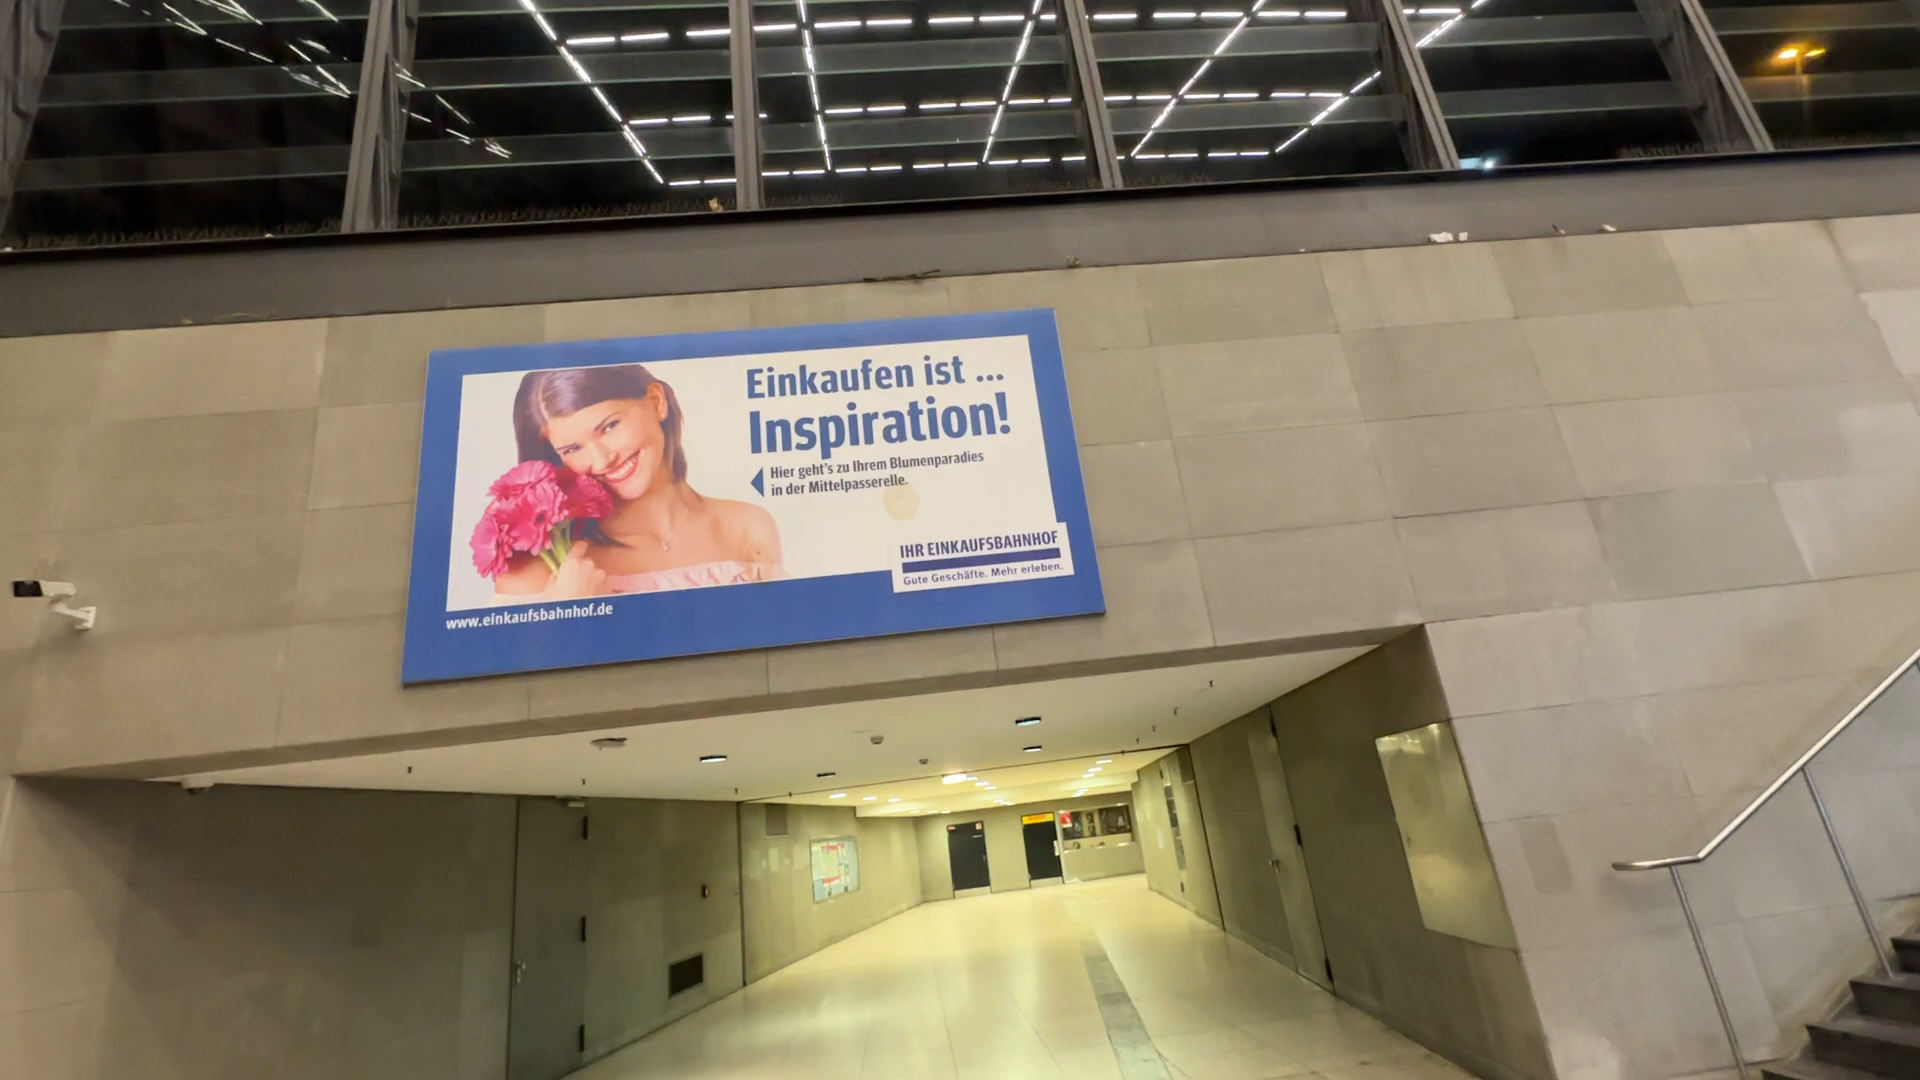 Einkaufen ist ...
Inspiration!
Hier geht's zu Ihrem Blumenparadies
in der Mittelpasserelle.
IHR EINKAUFSBAHNHOF
Gute Geschäfte. Mehr erleben.
www.einkaufsbahnhof.de